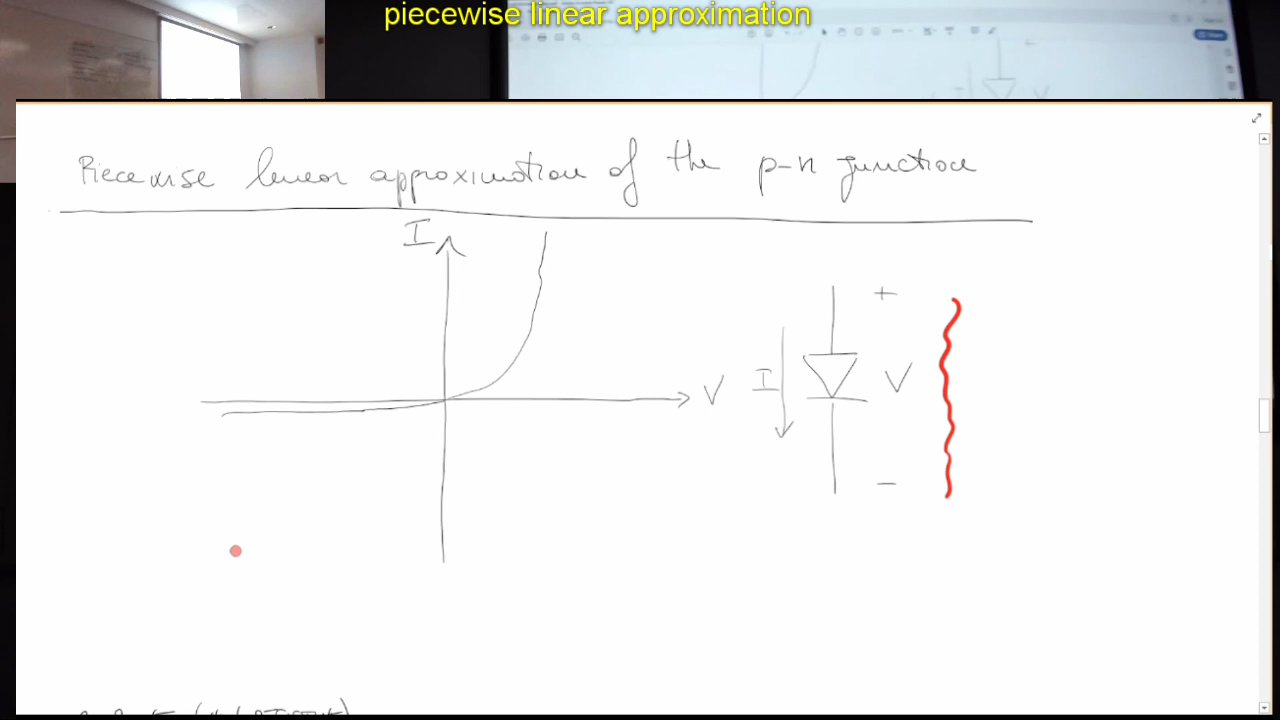 piecewise linear approximation
Piecewise linear approximation of the p-n junction
I
+
V
I
V
−